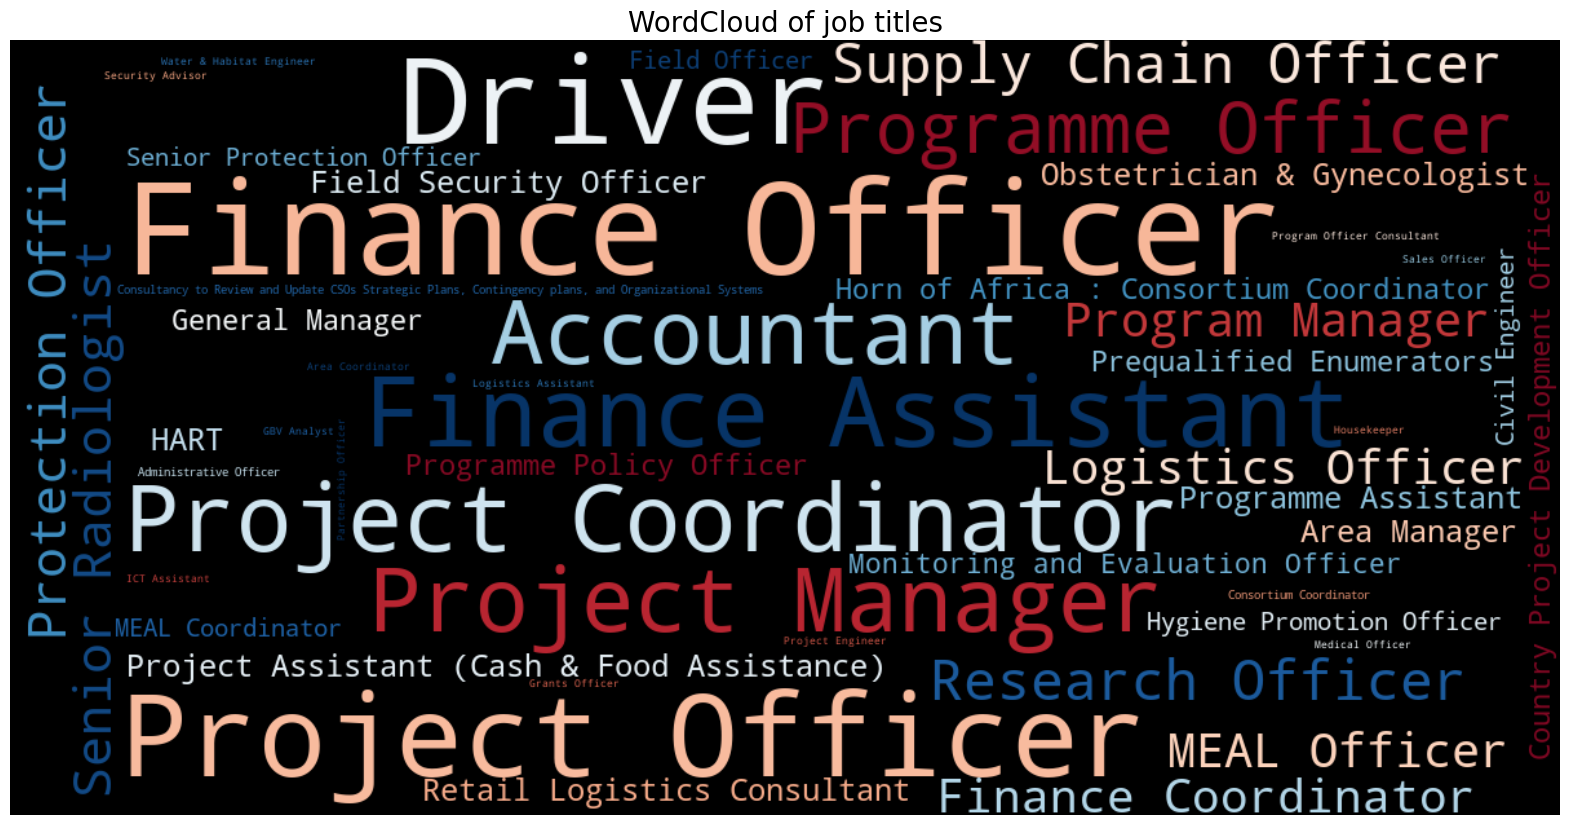 WordCloud of job titles
Water & Habitat Engineer
Security Advisor
Driver
Field Officer
Supply Chain Officer
Programme Officer
Senior Protection Officer
Field Security Officer
Obstetrician & Gynecologist
Finance Officer
Program Officer Consultant
Sales Officer
Consultancy to Review and Update CSOs Strategic Plans, Contingency plans, and Organizational Systems
Horn of Africa : Consortium Coordinator
General Manager
Accountant
Program Manager
Prequalified Enumerators
Area Coordinator
Logistics Assistant
Finance Assistant
HART
GBV Analyst
Housekeeper
Administrative Officer
Programme Policy Officer
Logistics Officer
Project Coordinator
Programme Assistant
Area Manager
Partnership Officer
Monitoring and Evaluation Officer
ICT Assistant
Project Manager
Consortium Coordinator
MEAL Coordinator
Hygiene Promotion Officer
Project Engineer
Medical Officer
Project Assistant (Cash & Food Assistance)
Grants Officer
Research Officer
Project Officer
MEAL Officer
Retail Logistics Consultant
Finance Coordinator
Protection Officer
Senior Radiologist
Civil Engineer
Country Project Development Officer